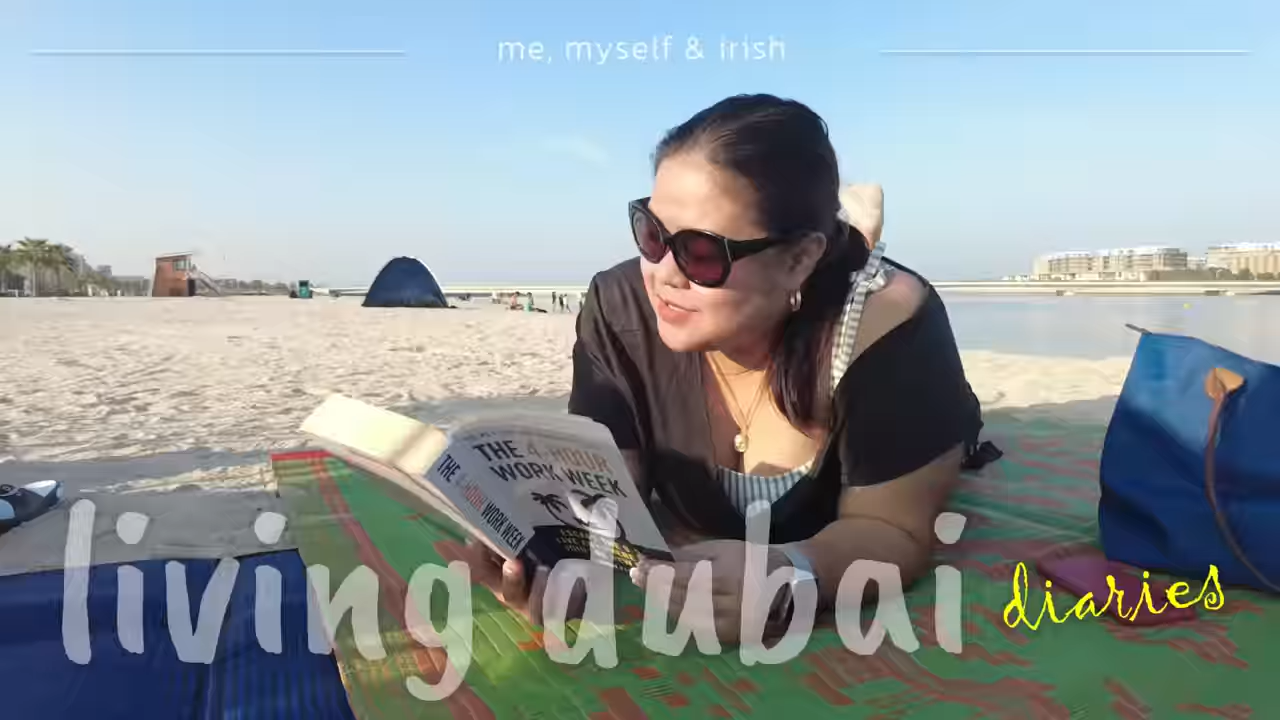 me, myself & irish
THE 4-HOUR
WORK WEEK
THE 4-HOUR WORK WEEK
living dubai
diaries